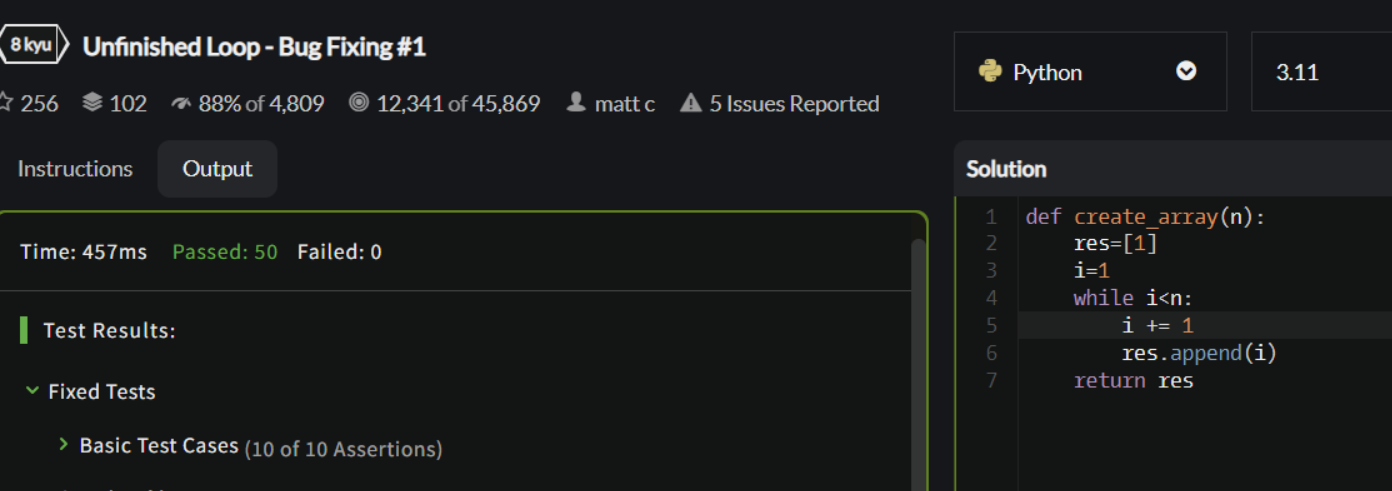 8 kyu Unfinished Loop - Bug Fixing #1
256 102 88% of 4,809 12,341 of 45,869 matt c 5 Issues Reported
Instructions Output
Time: 457ms Passed: 50 Failed: 0
Test Results:
Fixed Tests
Basic Test Cases (10 of 10 Assertions)
Python 3.11
Solution
1 def create_array(n):
2     res=[1]
3     i=1
4     while i<n:
5         i += 1
6         res.append(i)
7     return res